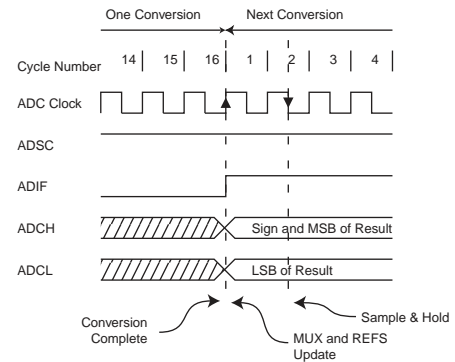 One Conversion Next Conversion
Cycle Number 14 15 16 1 2 3 4
ADC Clock
ADSC
ADIF
ADCH Sign and MSB of Result
ADCL LSB of Result
Conversion
Complete
MUX and REFS
Update
Sample & Hold